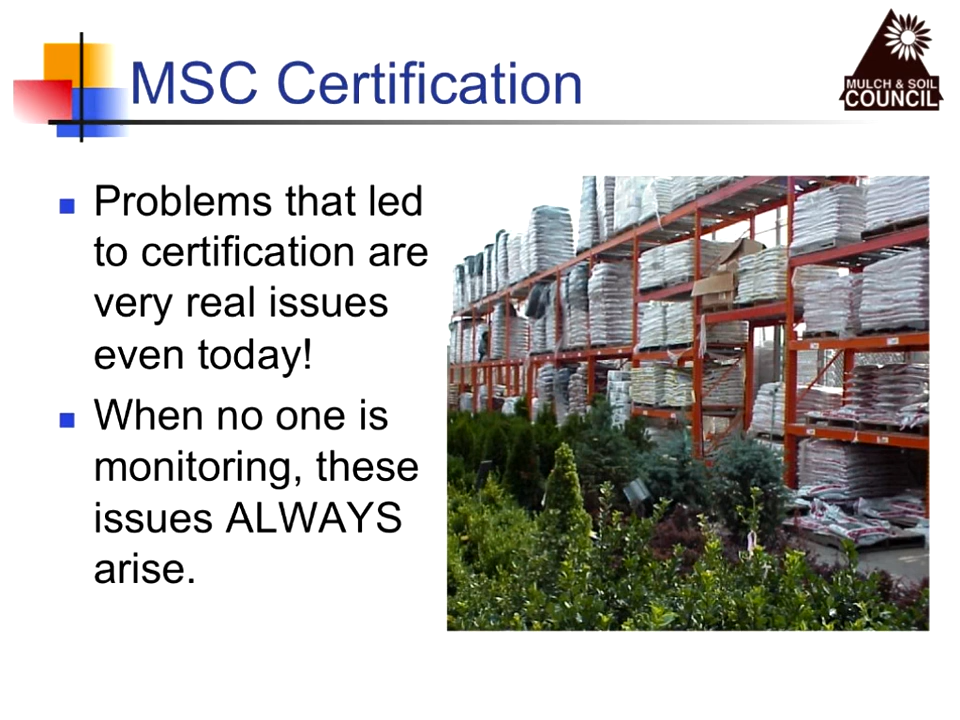 MSC Certification
MULCH & SOIL
COUNCIL
Problems that led
to certification are
very real issues
even today!
When no one is
monitoring, these
issues ALWAYS
arise.